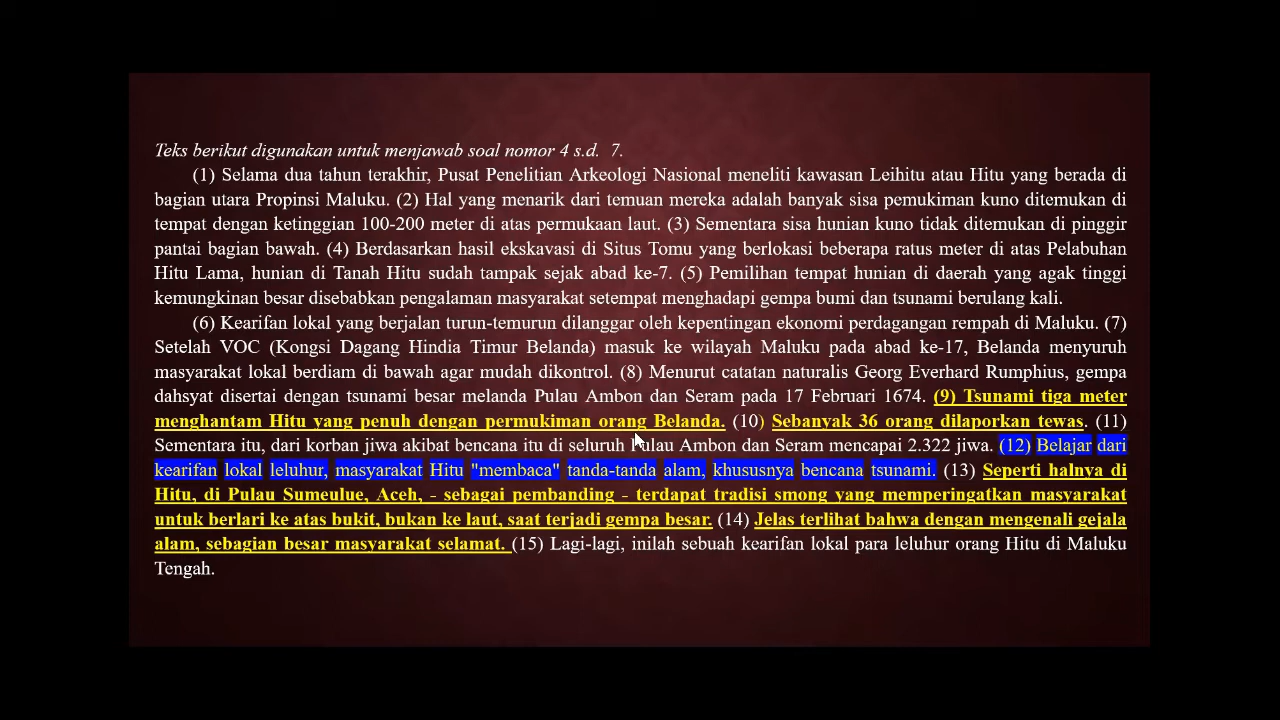 Teks berikut digunakan untuk menjawab soal nomor 4 s.d. 7.
(1) Selama dua tahun terakhir, Pusat Penelitian Arkeologi Nasional meneliti kawasan Leihitu atau Hitu yang berada di
bagian utara Propinsi Maluku. (2) Hal yang menarik dari temuan mereka adalah banyak sisa pemukiman kuno ditemukan di
tempat dengan ketinggian 100-200 meter di atas permukaan laut. (3) Sementara sisa hunian kuno tidak ditemukan di pinggir
pantai bagian bawah. (4) Berdasarkan hasil ekskavasi di Situs Tomu yang berlokasi beberapa ratus meter di atas Pelabuhan
Hitu Lama, hunian di Tanah Hitu sudah tampak sejak abad ke-7. (5) Pemilihan tempat hunian di daerah yang agak tinggi
kemungkinan besar disebabkan pengalaman masyarakat setempat menghadapi gempa bumi dan tsunami berulang kali.
(6) Kearifan lokal yang berjalan turun-temurun dilanggar oleh kepentingan ekonomi perdagangan rempah di Maluku. (7)
Setelah VOC (Kongsi Dagang Hindia Timur Belanda) masuk ke wilayah Maluku pada abad ke-17, Belanda menyuruh
masyarakat lokal berdiam di bawah agar mudah dikontrol. (8) Menurut catatan naturalis Georg Everhard Rumphius, gempa
dahsyat disertai dengan tsunami besar melanda Pulau Ambon dan Seram pada 17 Februari 1674. (9) Tsunami tiga meter
menghantam Hitu yang penuh dengan permukiman orang Belanda. (10) Sebanyak 36 orang dilaporkan tewas. (11)
Sementara itu, dari korban jiwa akibat bencana itu di seluruh Pulau Ambon dan Seram mencapai 2.322 jiwa. (12) Belajar dari
kearifan lokal leluhur, masyarakat Hitu "membaca" tanda-tanda alam, khususnya bencana tsunami. (13) Seperti halnya di
Hitu, di Pulau Sumeulue, Aceh, - sebagai pembanding - terdapat tradisi smong yang memperingatkan masyarakat
untuk berlari ke atas bukit, bukan ke laut, saat terjadi gempa besar. (14) Jelas terlihat bahwa dengan mengenali gejala
alam, sebagian besar masyarakat selamat. (15) Lagi-lagi, inilah sebuah kearifan lokal para leluhur orang Hitu di Maluku
Tengah.